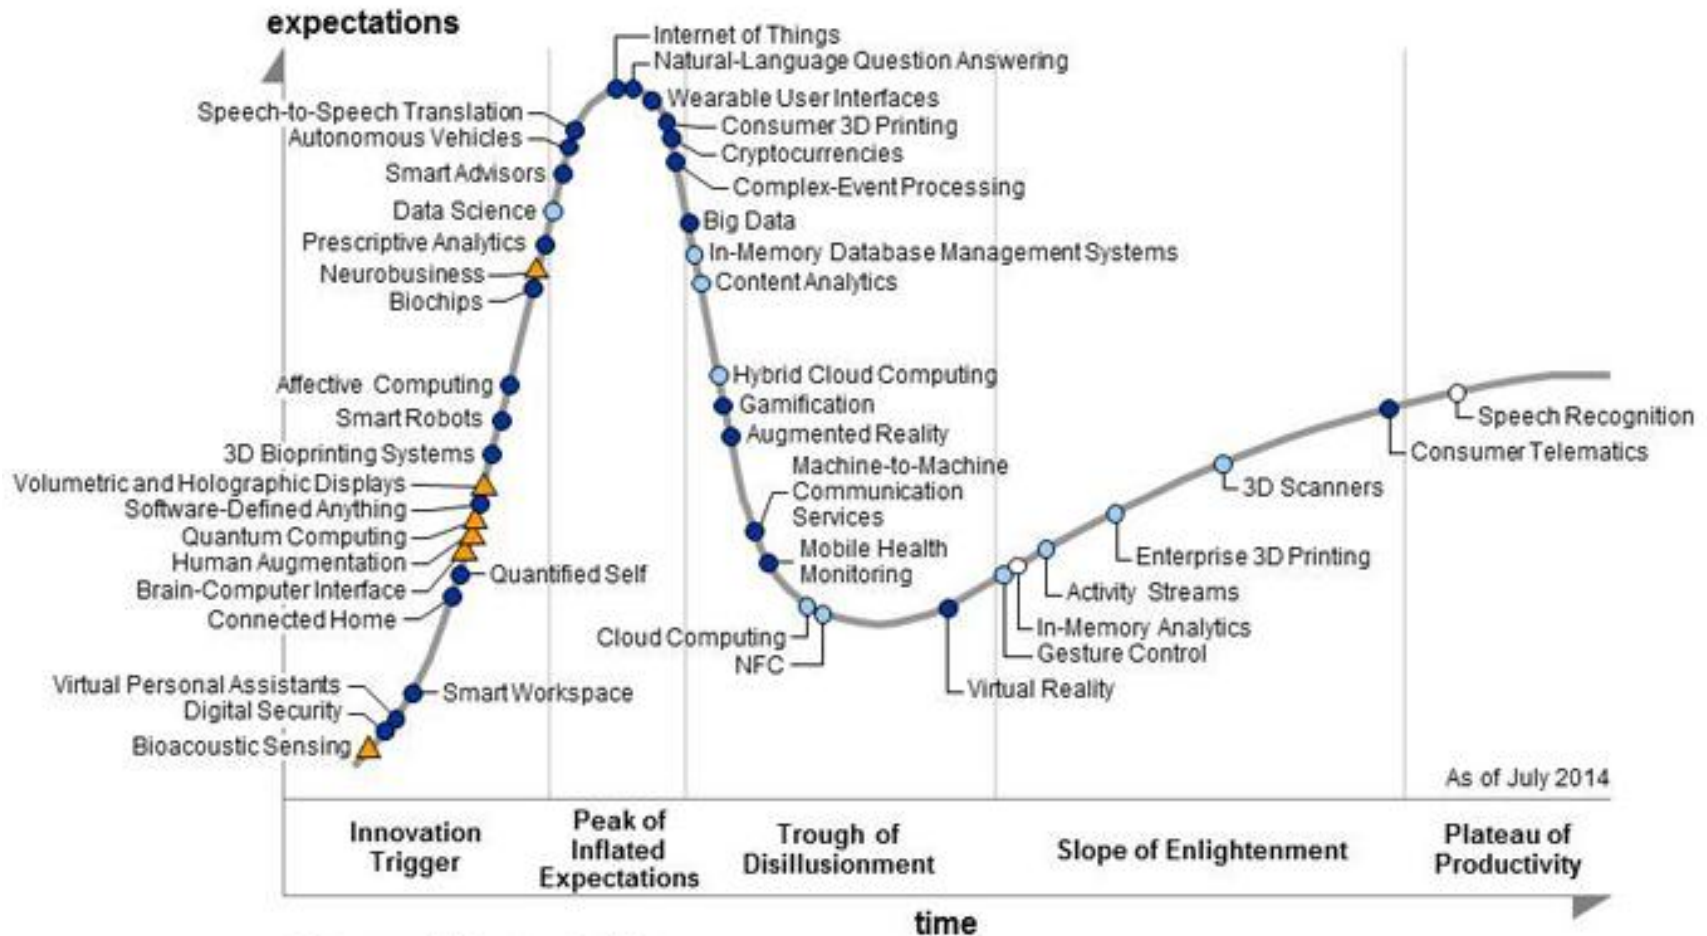 expectations
Internet of Things
Natural-Language Question Answering
Wearable User Interfaces
Speech-to-Speech Translation
Consumer 3D Printing
Autonomous Vehicles
Cryptocurrencies
Smart Advisors
Complex-Event Processing
Data Science
Big Data
Prescriptive Analytics
In-Memory Database Management Systems
Neurobusiness
Content Analytics
Biochips
Hybrid Cloud Computing
Affective Computing
Gamification
Smart Robots
Speech Recognition
Augmented Reality
3D Bioprinting Systems
Consumer Telematics
Machine-to-Machine
Communication
Services
Volumetric and Holographic Displays
3D Scanners
Software-Defined Anything
Quantum Computing
Mobile Health
Monitoring
Enterprise 3D Printing
Human Augmentation
Quantified Self
Brain-Computer Interface
Activity Streams
Connected Home
In-Memory Analytics
Cloud Computing
Gesture Control
NFC
Virtual Personal Assistants
Smart Workspace
Virtual Reality
Digital Security
Bioacoustic Sensing
As of July 2014
Innovation
Trigger
Peak of
Inflated
Expectations
Trough of
Disillusionment
Slope of Enlightenment
Plateau of
Productivity
time